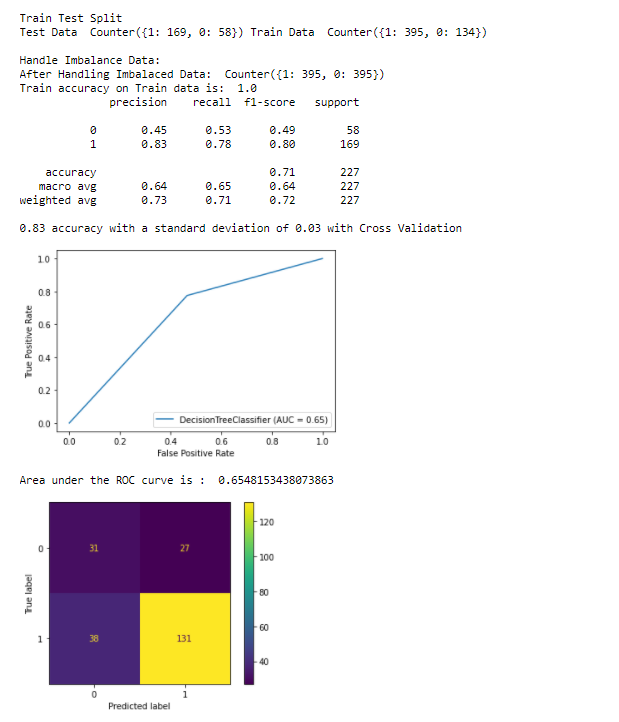 Train Test Split
Test Data  Counter({1: 169, 0: 58}) Train Data  Counter({1: 395, 0: 134})
Handle Imbalance Data:
After Handling Imbalaced Data:  Counter({1: 395, 0: 395})
Train accuracy on Train data is:  1.0
precision    recall  f1-score   support
0       0.45      0.53      0.49        58
1       0.83      0.78      0.80       169
accuracy                           0.71       227
macro avg       0.64      0.65      0.64       227
weighted avg       0.73      0.71      0.72       227
0.83 accuracy with a standard deviation of 0.03 with Cross Validation
1.0
0.8
0.6
0.4
0.2
0.0
True Positive Rate
DecisionTreeClassifier (AUC = 0.65)
0.0 0.2 0.4 0.6 0.8 1.0
False Positive Rate
Area under the ROC curve is :  0.6548153438073863
True label
0 31 27
1 38 131
0 1
Predicted label
120
100
80
60
40